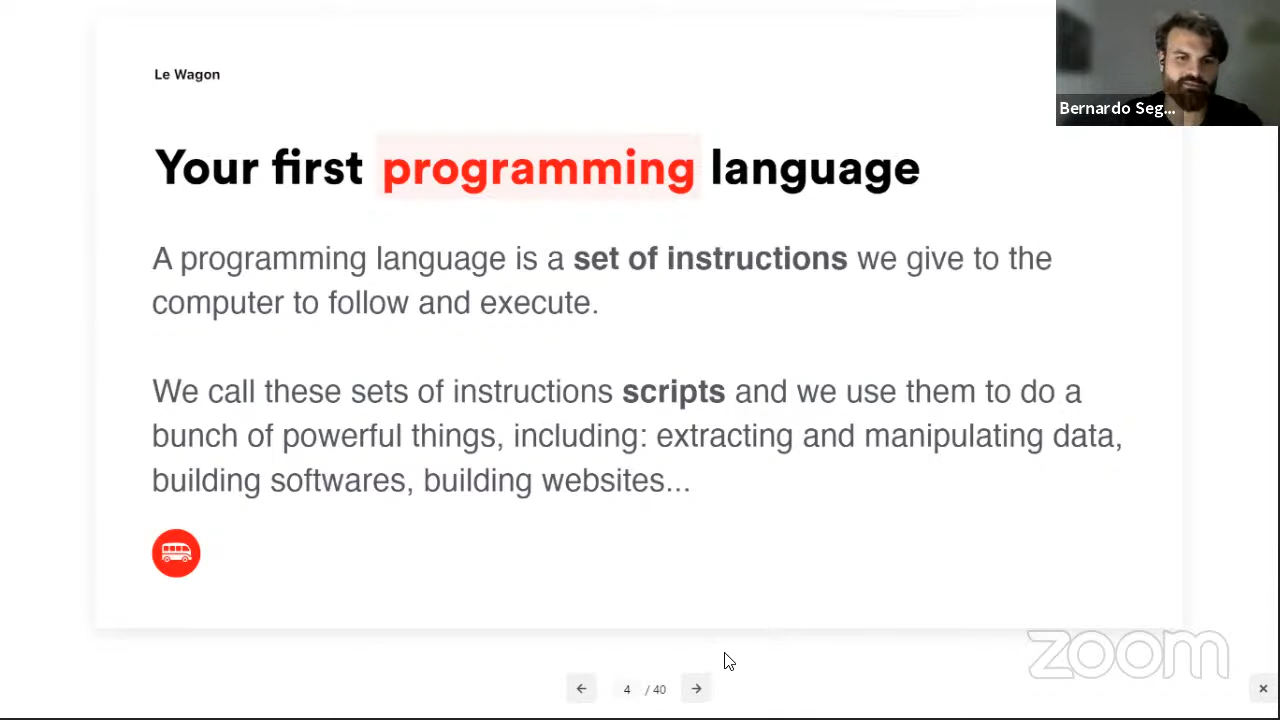 Le Wagon
Bernardo Seg...
Your first programming language
A programming language is a set of instructions we give to the
computer to follow and execute.
We call these sets of instructions scripts and we use them to do a
bunch of powerful things, including: extracting and manipulating data,
building softwares, building websites...
zoom
4 / 40